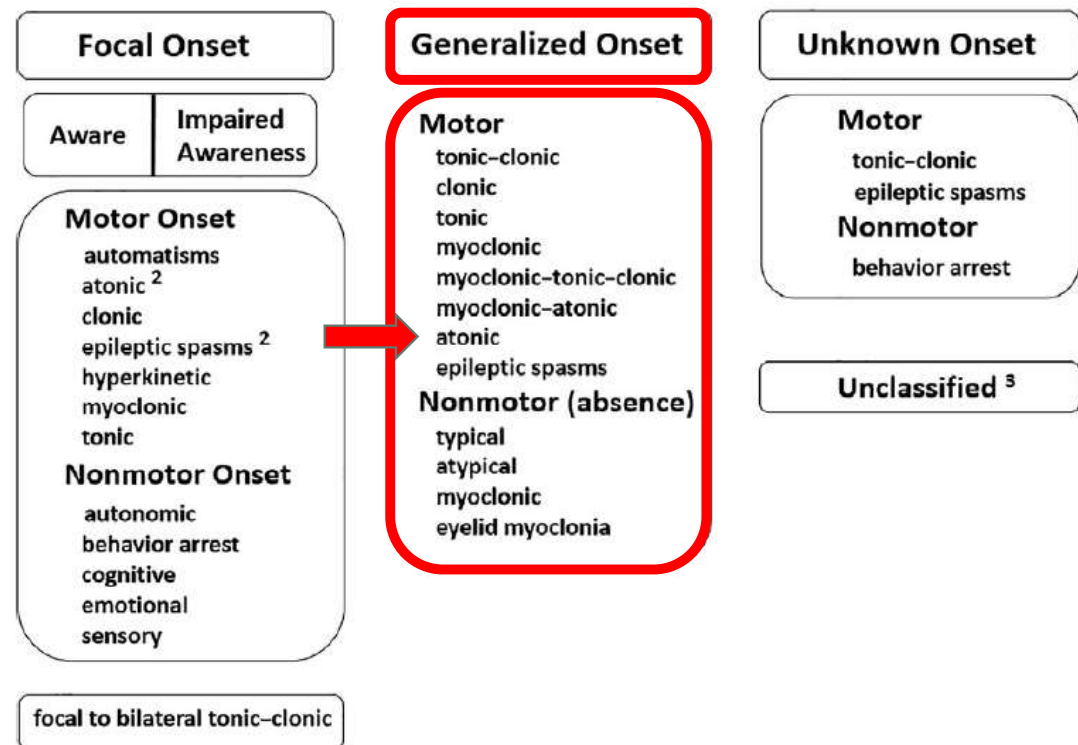 Focal Onset
Aware
Impaired
Awareness
Motor Onset
automatisms
atonic 2
clonic
epileptic spasms 2
hyperkinetic
myoclonic
tonic
Nonmotor Onset
autonomic
behavior arrest
cognitive
emotional
sensory
focal to bilateral tonic–clonic
Generalized Onset
Motor
tonic–clonic
clonic
tonic
myoclonic
myoclonic–tonic–clonic
myoclonic–atonic
atonic
epileptic spasms
Nonmotor (absence)
typical
atypical
myoclonic
eyelid myoclonia
Unknown Onset
Motor
tonic–clonic
epileptic spasms
Nonmotor
behavior arrest
Unclassified 3